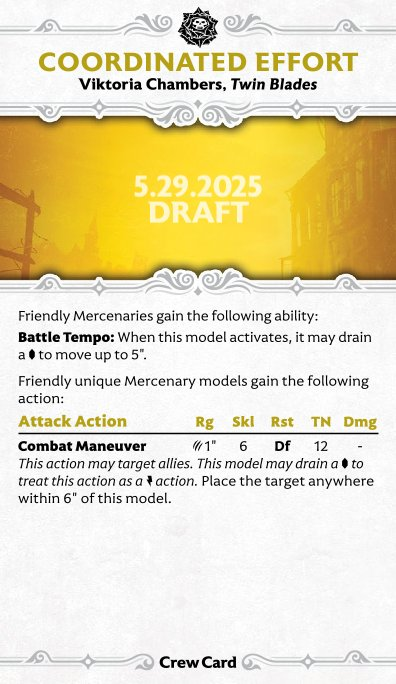 COORDINATED EFFORT
Viktoria Chambers, Twin Blades
5.29.2025
DRAFT
Friendly Mercenaries gain the following ability:
Battle Tempo: When this model activates, it may drain
a to move up to 5".
Friendly unique Mercenary models gain the following
action:
Attack Action Rg Skl Rst TN Dmg
Combat Maneuver 1" 6 Df 12 -
This action may target allies. This model may drain a to
treat this action as a action. Place the target anywhere
within 6" of this model.
Crew Card